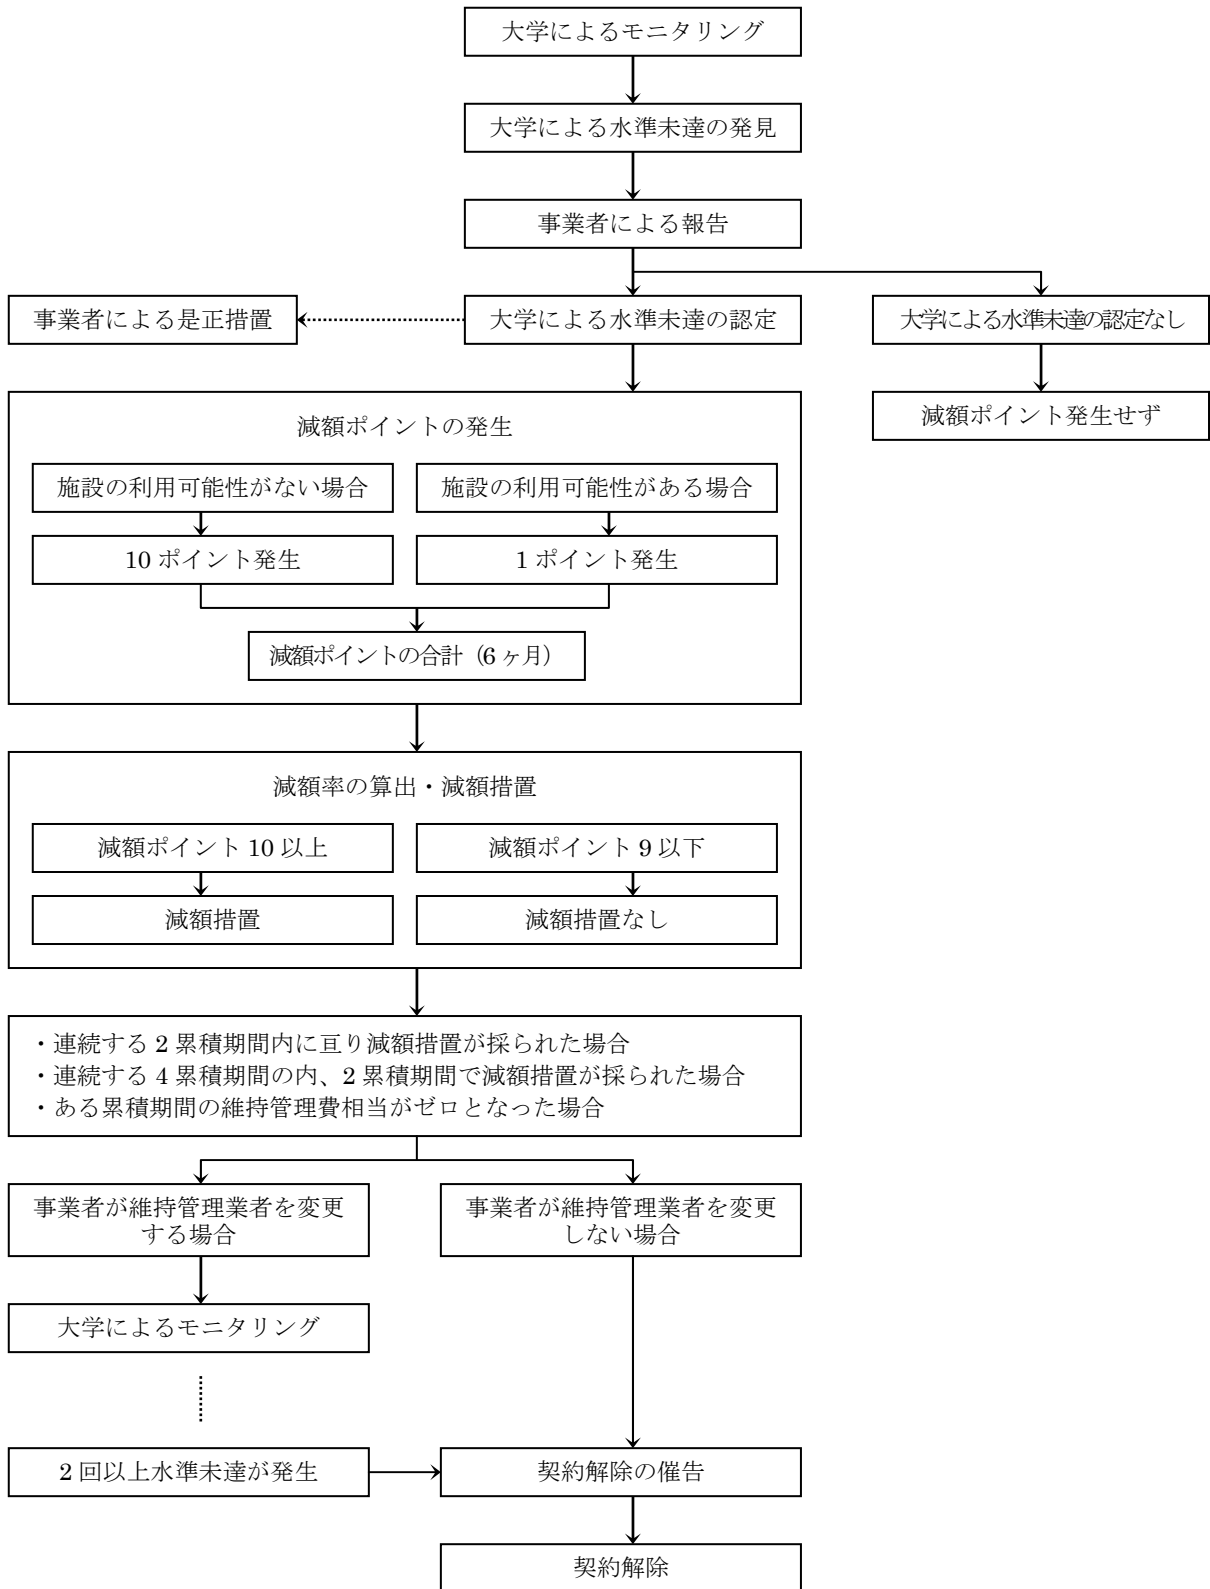 大学によるモニタリング
大学による水準未達の発見
事業者による報告
事業者による是正措置
大学による水準未達の認定
大学による水準未達の認定なし
減額ポイント発生せず
減額ポイントの発生
施設の利用可能性がない場合
施設の利用可能性がある場合
10 ポイント発生
1 ポイント発生
減額ポイントの合計（6 ヶ月）
減額率の算出・減額措置
減額ポイント 10 以上
減額ポイント 9 以下
減額措置
減額措置なし
・連続する 2 累積期間内に亘り減額措置が採られた場合
・連続する 4 累積期間の内、2 累積期間で減額措置が採られた場合
・ある累積期間の維持管理費相当がゼロとなった場合
事業者が維持管理業者を変更
する場合
事業者が維持管理業者を変更
しない場合
大学によるモニタリング
2 回以上水準未達が発生
契約解除の催告
契約解除